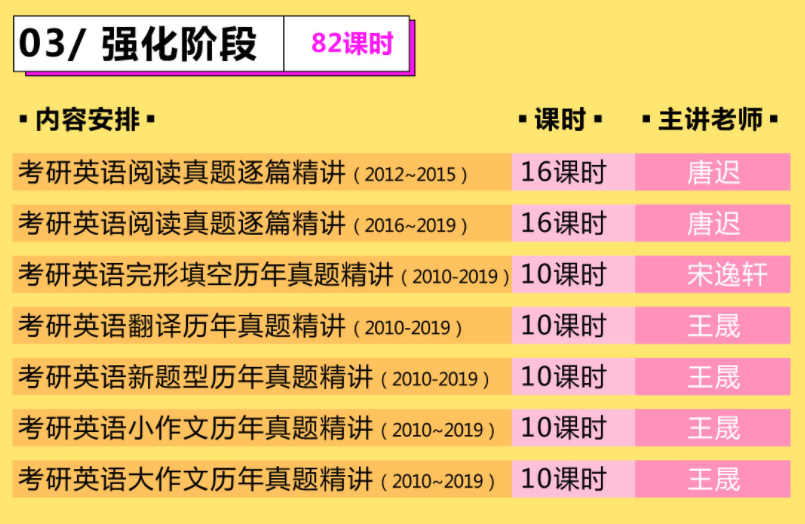 03/ 强化阶段 82课时
▪内容安排▪ ▪课时▪ ▪主讲老师▪
考研英语阅读真题逐篇精讲（2012~2015） 16课时 唐迟
考研英语阅读真题逐篇精讲（2016~2019） 16课时 唐迟
考研英语完形填空历年真题精讲（2010-2019） 10课时 宋逸轩
考研英语翻译历年真题精讲（2010-2019） 10课时 王晟
考研英语新题型历年真题精讲（2010-2019） 10课时 王晟
考研英语小作文历年真题精讲（2010~2019） 10课时 王晟
考研英语大作文历年真题精讲（2010~2019） 10课时 王晟